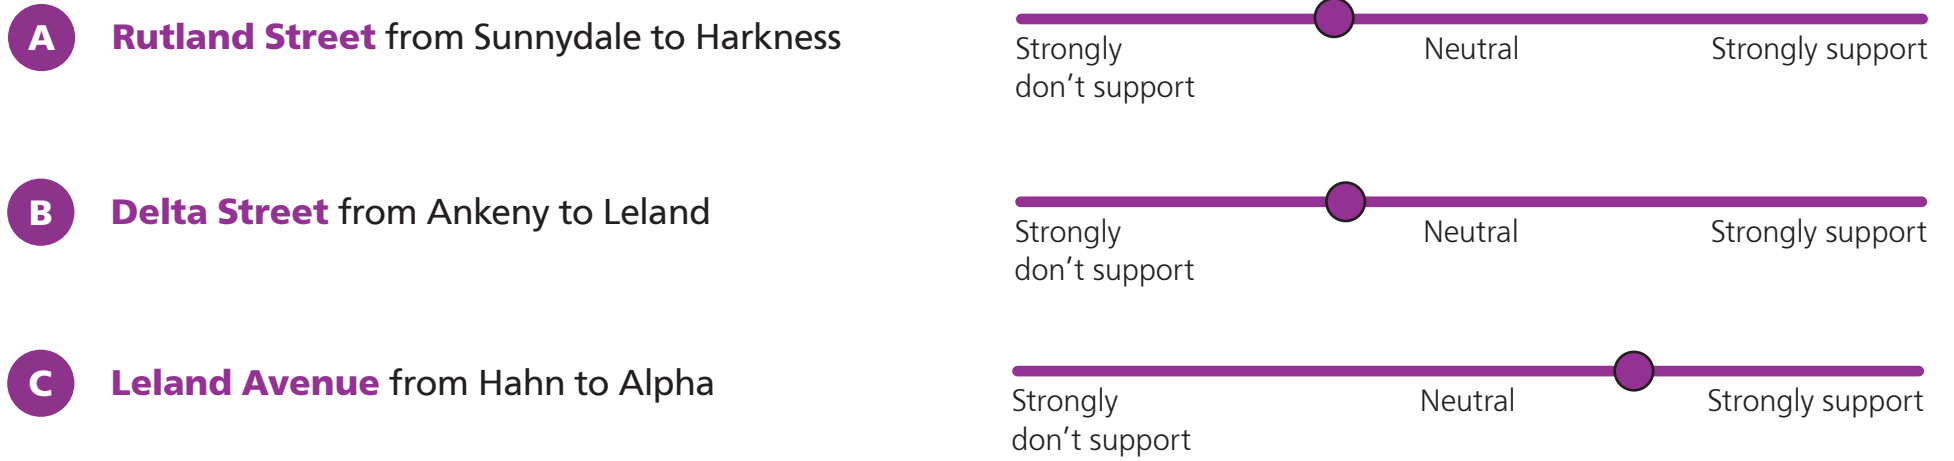 A Rutland Street from Sunnydale to Harkness
Strongly don't support Neutral Strongly support
B Delta Street from Ankeny to Leland
Strongly don't support Neutral Strongly support
C Leland Avenue from Hahn to Alpha
Strongly don't support Neutral Strongly support